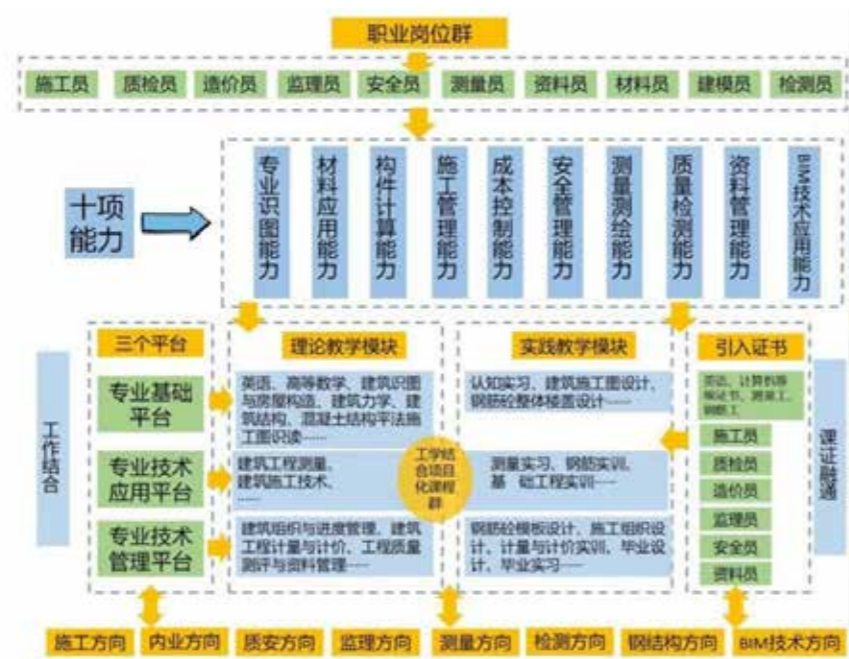 职业岗位群
施工员 质检员 造价员 监理员 安全员 测量员 资料员 材料员 建模员 检测员
十项
能力
专业识图能力
材料应用能力
构件计算能力
施工管理能力
成本控制能力
安全管理能力
测量测绘能力
质量检测能力
资料管理能力
BIM技术应用能力
工作结合
三个平台
专业基础
平台
专业技术
应用平台
专业技术
管理平台
理论教学模块
英语、高等数学、建筑识图
与房屋构造、建筑力学、建
筑结构、混凝土结构平法施
工图识读……
建筑工程测量、
建筑施工技术、
……
建筑组织与进度管理、建筑
工程计量与计价、工程质量
测评与资料管理……
工学结
合项目
化课程
群
实践教学模块
认知实习、建筑施工图设计、
钢筋砼整体楼盖设计……
测量实习、钢筋实训、
基 础工程实训……
钢筋砼模板设计、施工组织设
计、计量与计价实训、毕业设
计、毕业实习……
引入证书
英语、计算机等
级证书、测量工、
钢筋工
施工员
质检员
造价员
监理员
安全员
资料员
课证融通
施工方向 内业方向 质安方向 监理方向 测量方向 检测方向 钢结构方向 BIM技术方向